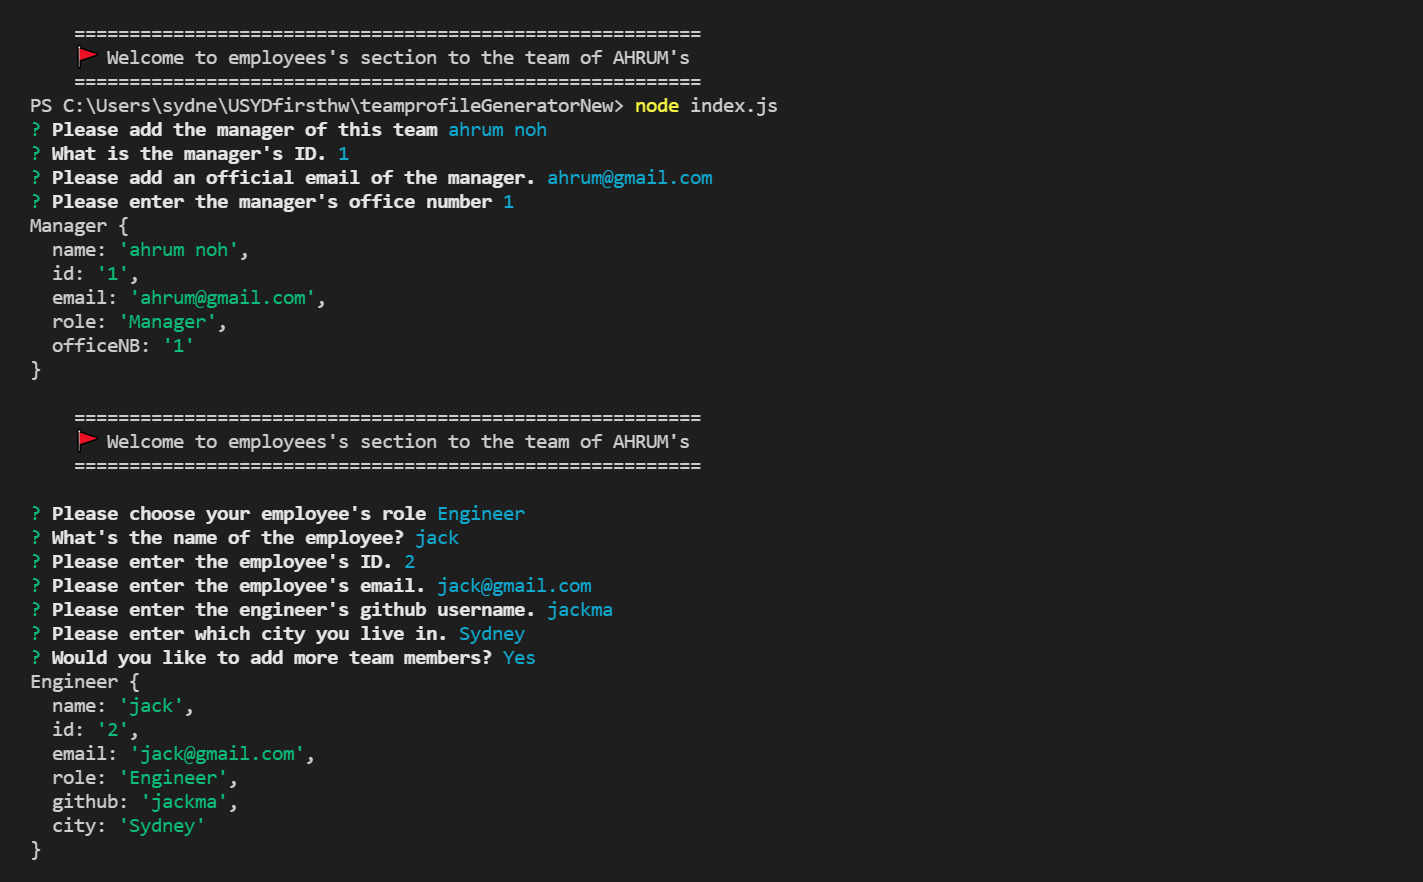 =========================================================
🚩 Welcome to employees's section to the team of AHRUM's
=========================================================
PS C:\Users\sydne\USYDfirsthw\teamprofileGeneratorNew> node index.js
? Please add the manager of this team ahrum noh
? What is the manager's ID. 1
? Please add an official email of the manager. ahrum@gmail.com
? Please enter the manager's office number 1
Manager {
  name: 'ahrum noh',
  id: '1',
  email: 'ahrum@gmail.com',
  role: 'Manager',
  officeNB: '1'
}
=========================================================
🚩 Welcome to employees's section to the team of AHRUM's
=========================================================
? Please choose your employee's role Engineer
? What's the name of the employee? jack
? Please enter the employee's ID. 2
? Please enter the employee's email. jack@gmail.com
? Please enter the engineer's github username. jackma
? Please enter which city you live in. Sydney
? Would you like to add more team members? Yes
Engineer {
  name: 'jack',
  id: '2',
  email: 'jack@gmail.com',
  role: 'Engineer',
  github: 'jackma',
  city: 'Sydney'
}